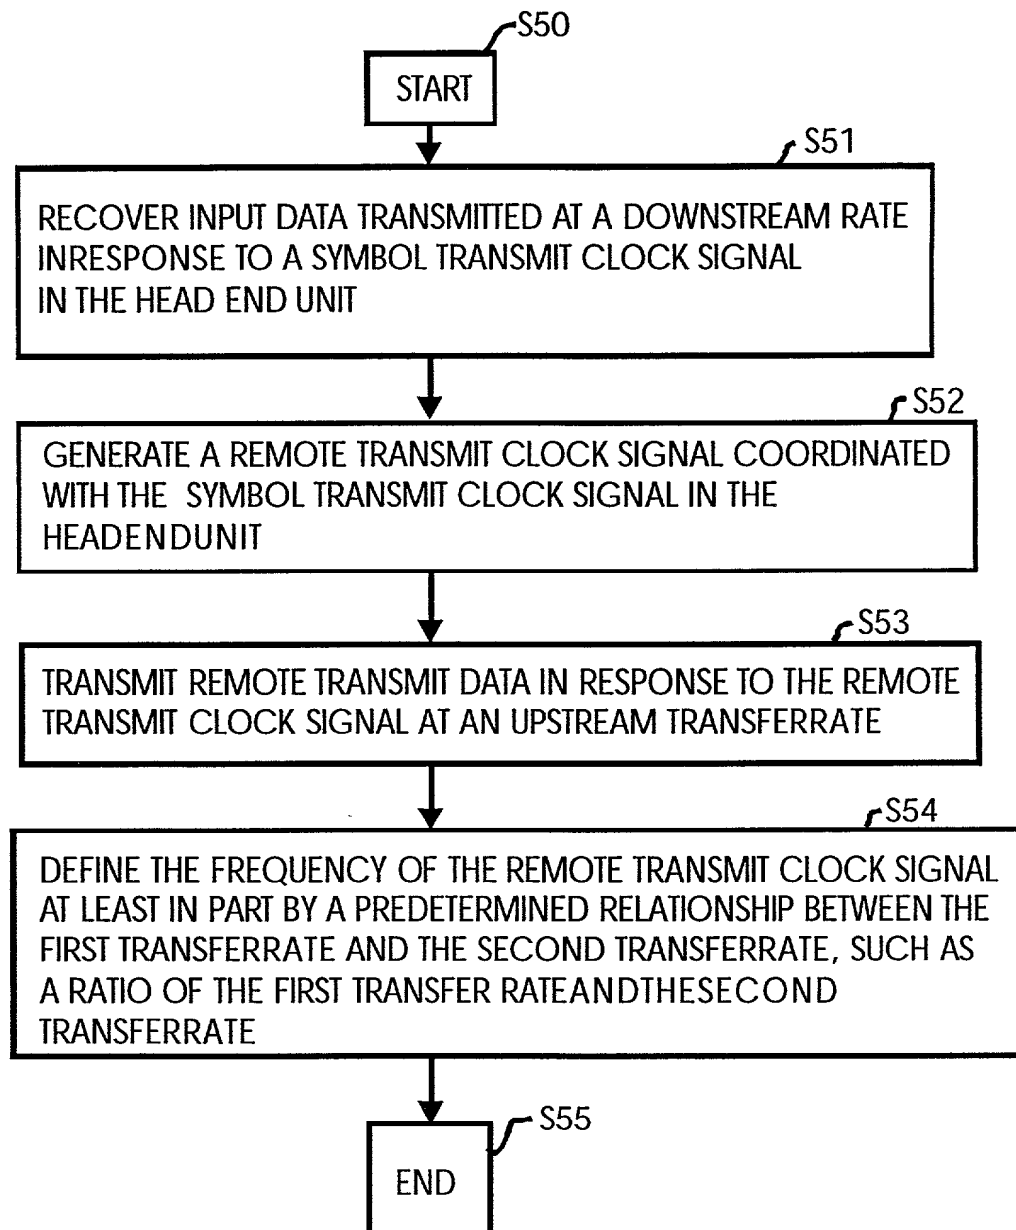 S50
START
S51
RECOVER INPUT DATA TRANSMITTED AT A DOWNSTREAM RATE
INRESPONSE TO A SYMBOL TRANSMIT CLOCK SIGNAL
IN THE HEAD END UNIT
S52
GENERATE A REMOTE TRANSMIT CLOCK SIGNAL COORDINATED
WITH THE SYMBOL TRANSMIT CLOCK SIGNAL IN THE
HEADENDUNIT
S53
TRANSMIT REMOTE TRANSMIT DATA IN RESPONSE TO THE REMOTE
TRANSMIT CLOCK SIGNAL AT AN UPSTREAM TRANSFERRATE
S54
DEFINE THE FREQUENCY OF THE REMOTE TRANSMIT CLOCK SIGNAL
AT LEAST IN PART BY A PREDETERMINED RELATIONSHIP BETWEEN THE
FIRST TRANSFERRATE AND THE SECOND TRANSFERRATE, SUCH AS
A RATIO OF THE FIRST TRANSFER RATEANDTHESECOND
TRANSFERRATE
S55
END